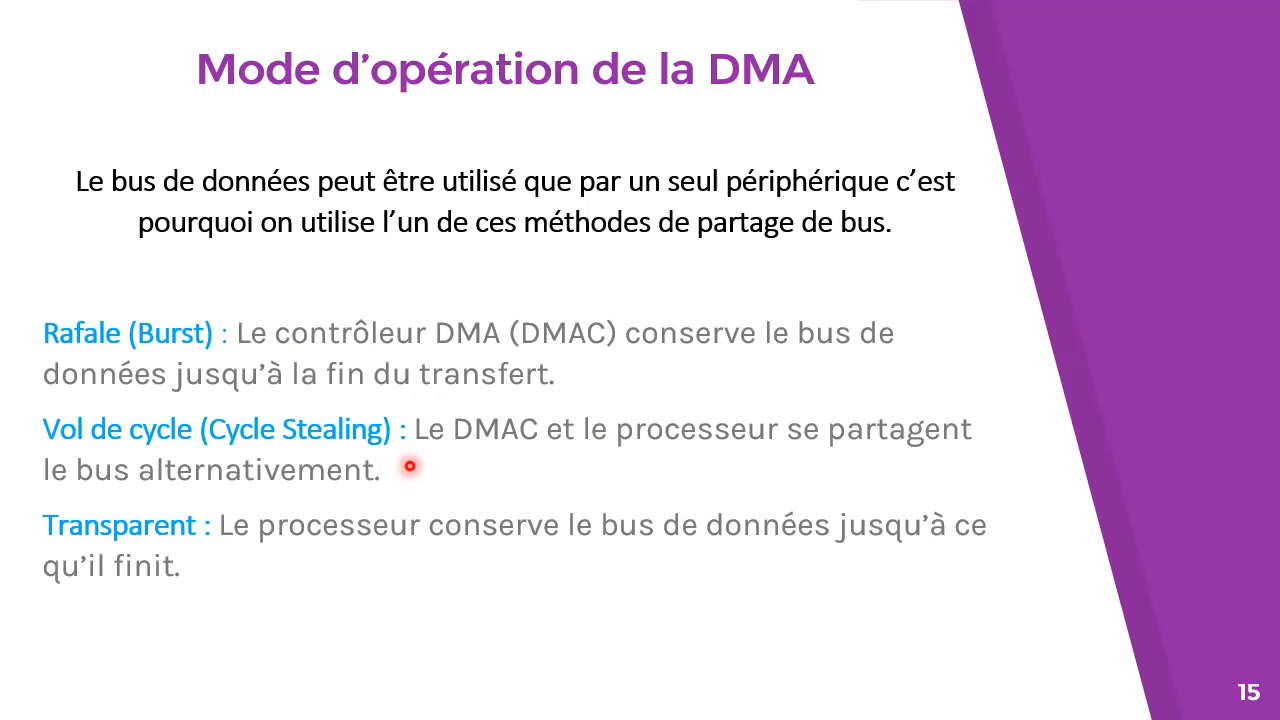 Mode d’opération de la DMA
Le bus de données peut être utilisé que par un seul périphérique c’est
pourquoi on utilise l’un de ces méthodes de partage de bus.
Rafale (Burst) : Le contrôleur DMA (DMAC) conserve le bus de
données jusqu’à la fin du transfert.
Vol de cycle (Cycle Stealing) : Le DMAC et le processeur se partagent
le bus alternativement.
Transparent : Le processeur conserve le bus de données jusqu’à ce
qu’il finit.
15